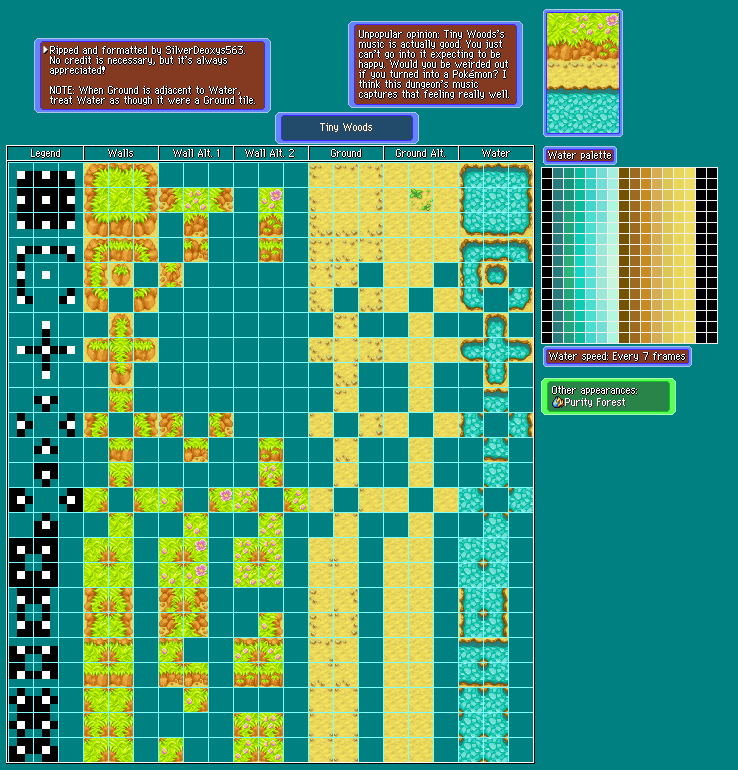 Ripped and formatted by SilverDeoxys563.
No credit is necessary, but it's always
appreciated!
NOTE: When Ground is adjacent to Water,
treat Water as though it were a Ground tile.
Unpopular opinion: Tiny Woods's
music is actually good. You just
can't go into it expecting to be
happy. Would you be weirded out
if you turned into a Pokémon? I
think this dungeon's music
captures that feeling really well.
Tiny Woods
Legend Walls Wall Alt. 1 Wall Alt. 2 Ground Ground Alt. Water
Water palette
Water speed: Every 7 frames
Other appearances:
Purity Forest